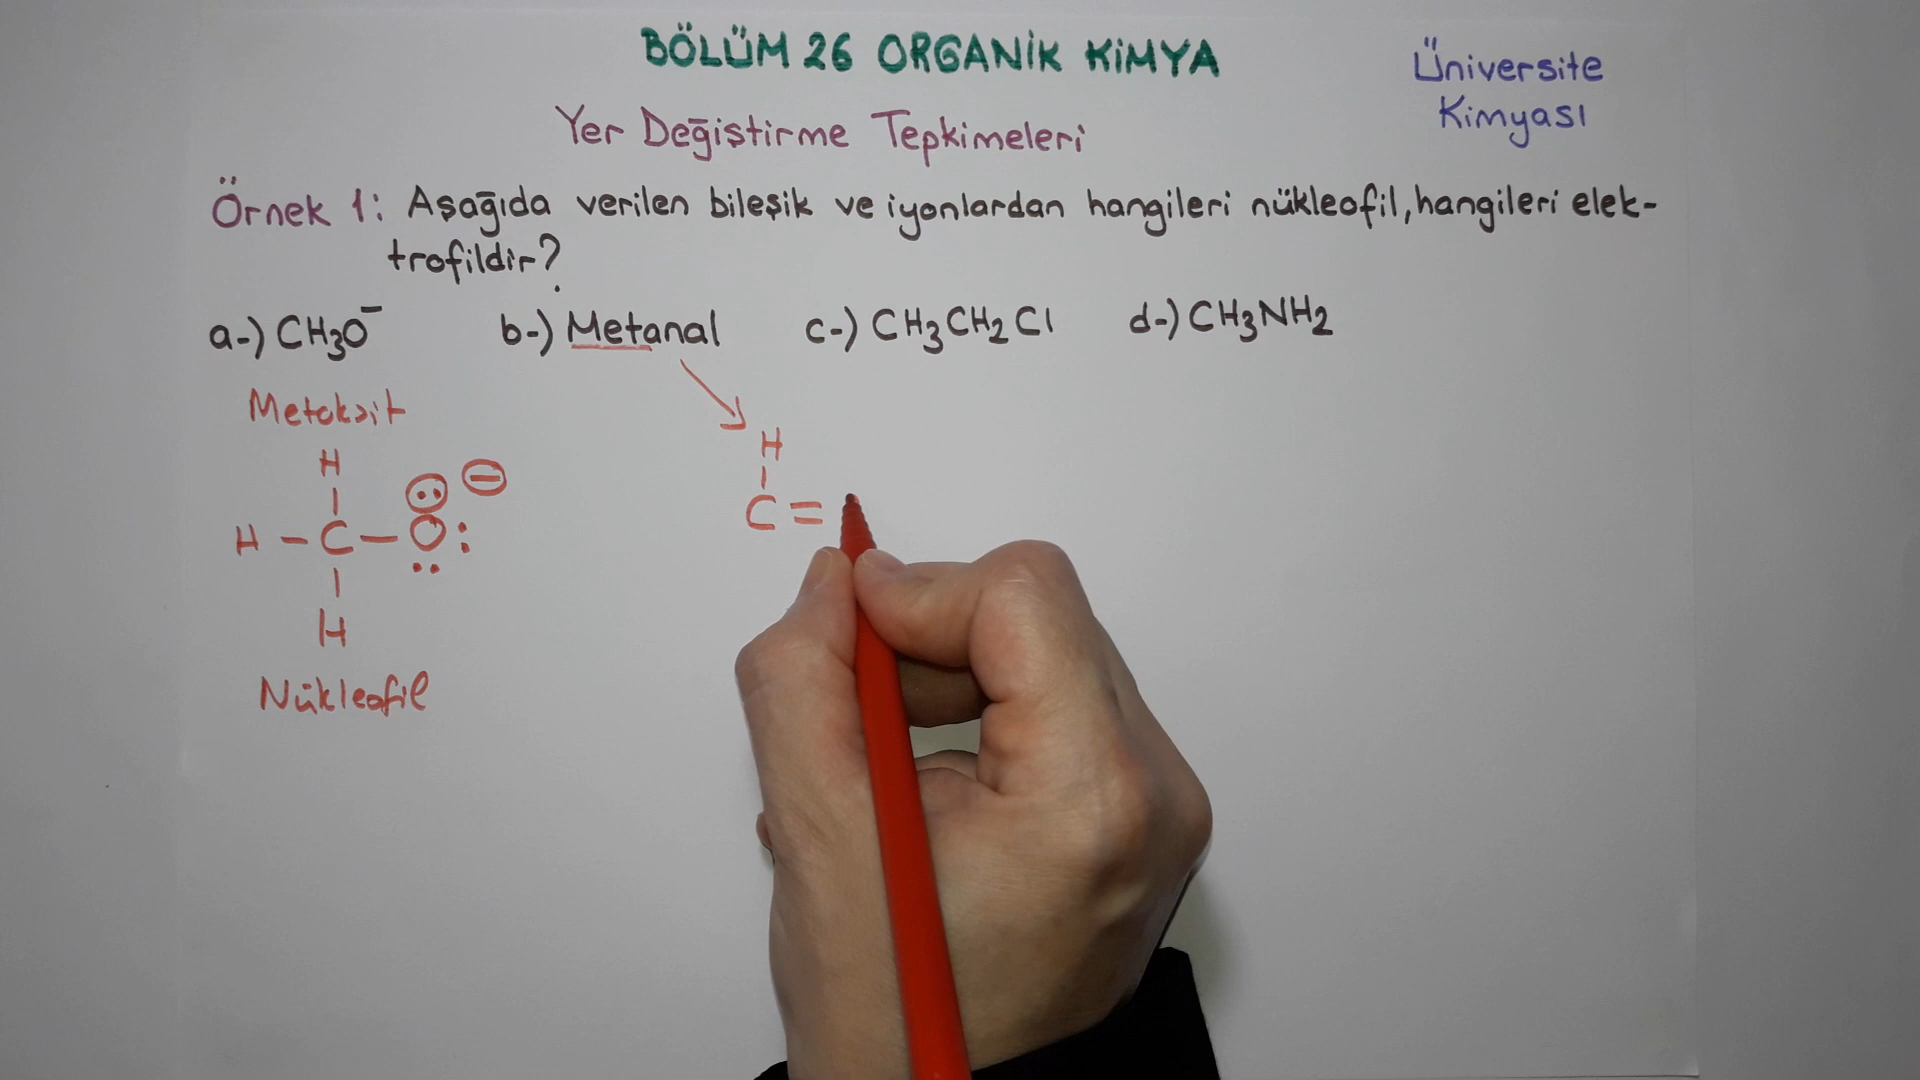 BÖLÜM 26 ORGANİK KİMYA
Üniversite
Kimyası
Yer Değiştirme Tepkimeleri
Örnek 1: Aşağıda verilen bileşik ve iyonlardan hangileri nükleofil, hangileri elek-
trofildir?
a-) CH₃O⁻ b-) Metanal c-) CH₃CH₂Cl d-) CH₃NH₂
Metoksit
H
H
⊖
C =
H - C - O
H
Nükleofil